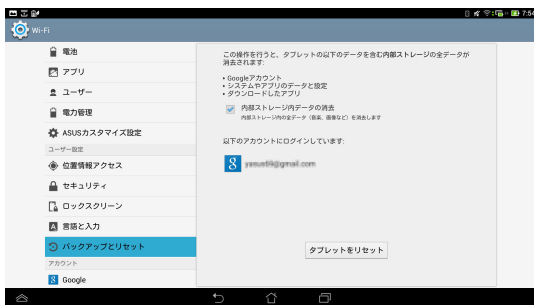 7:54
Wi-Fi
電池
アプリ
ユーザー
電力管理
ASUSカスタマイズ設定
ユーザー設定
位置情報アクセス
セキュリティ
ロックスクリーン
言語と入力
バックアップとリセット
アカウント
Google
この操作を行うと、タブレットの以下のデータを含む内部ストレージの全データが
消去されます:
• Googleアカウント
• システムやアプリのデータと設定
• ダウンロードしたアプリ
内部ストレージ内データの消去
内部ストレージ内の全データ（音楽、画像など）を消去します
以下のアカウントにログインしています:
タブレットをリセット